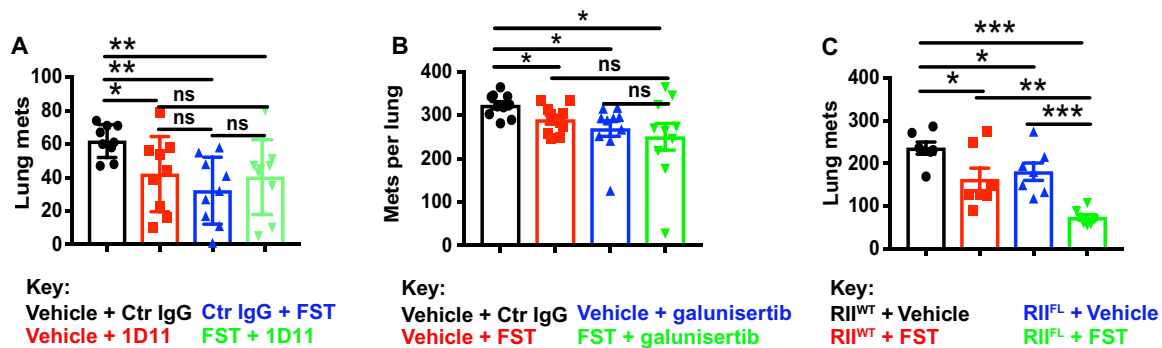 A
Lung mets
100
80
60
40
20
0
**
**
*
ns
ns
ns
Key:
Vehicle + Ctr IgG Ctr IgG + FST
Vehicle + 1D11 FST + 1D11
B
Mets per lung
400
300
200
100
0
*
*
*
ns
ns
Key:
Vehicle + Ctr IgG Vehicle + galunisertib
Vehicle + FST FST + galunisertib
C
Lung mets
400
300
200
100
0
***
*
*
**
***
Key:
RII^WT + Vehicle RII^FL + Vehicle
RII^WT + FST RII^FL + FST